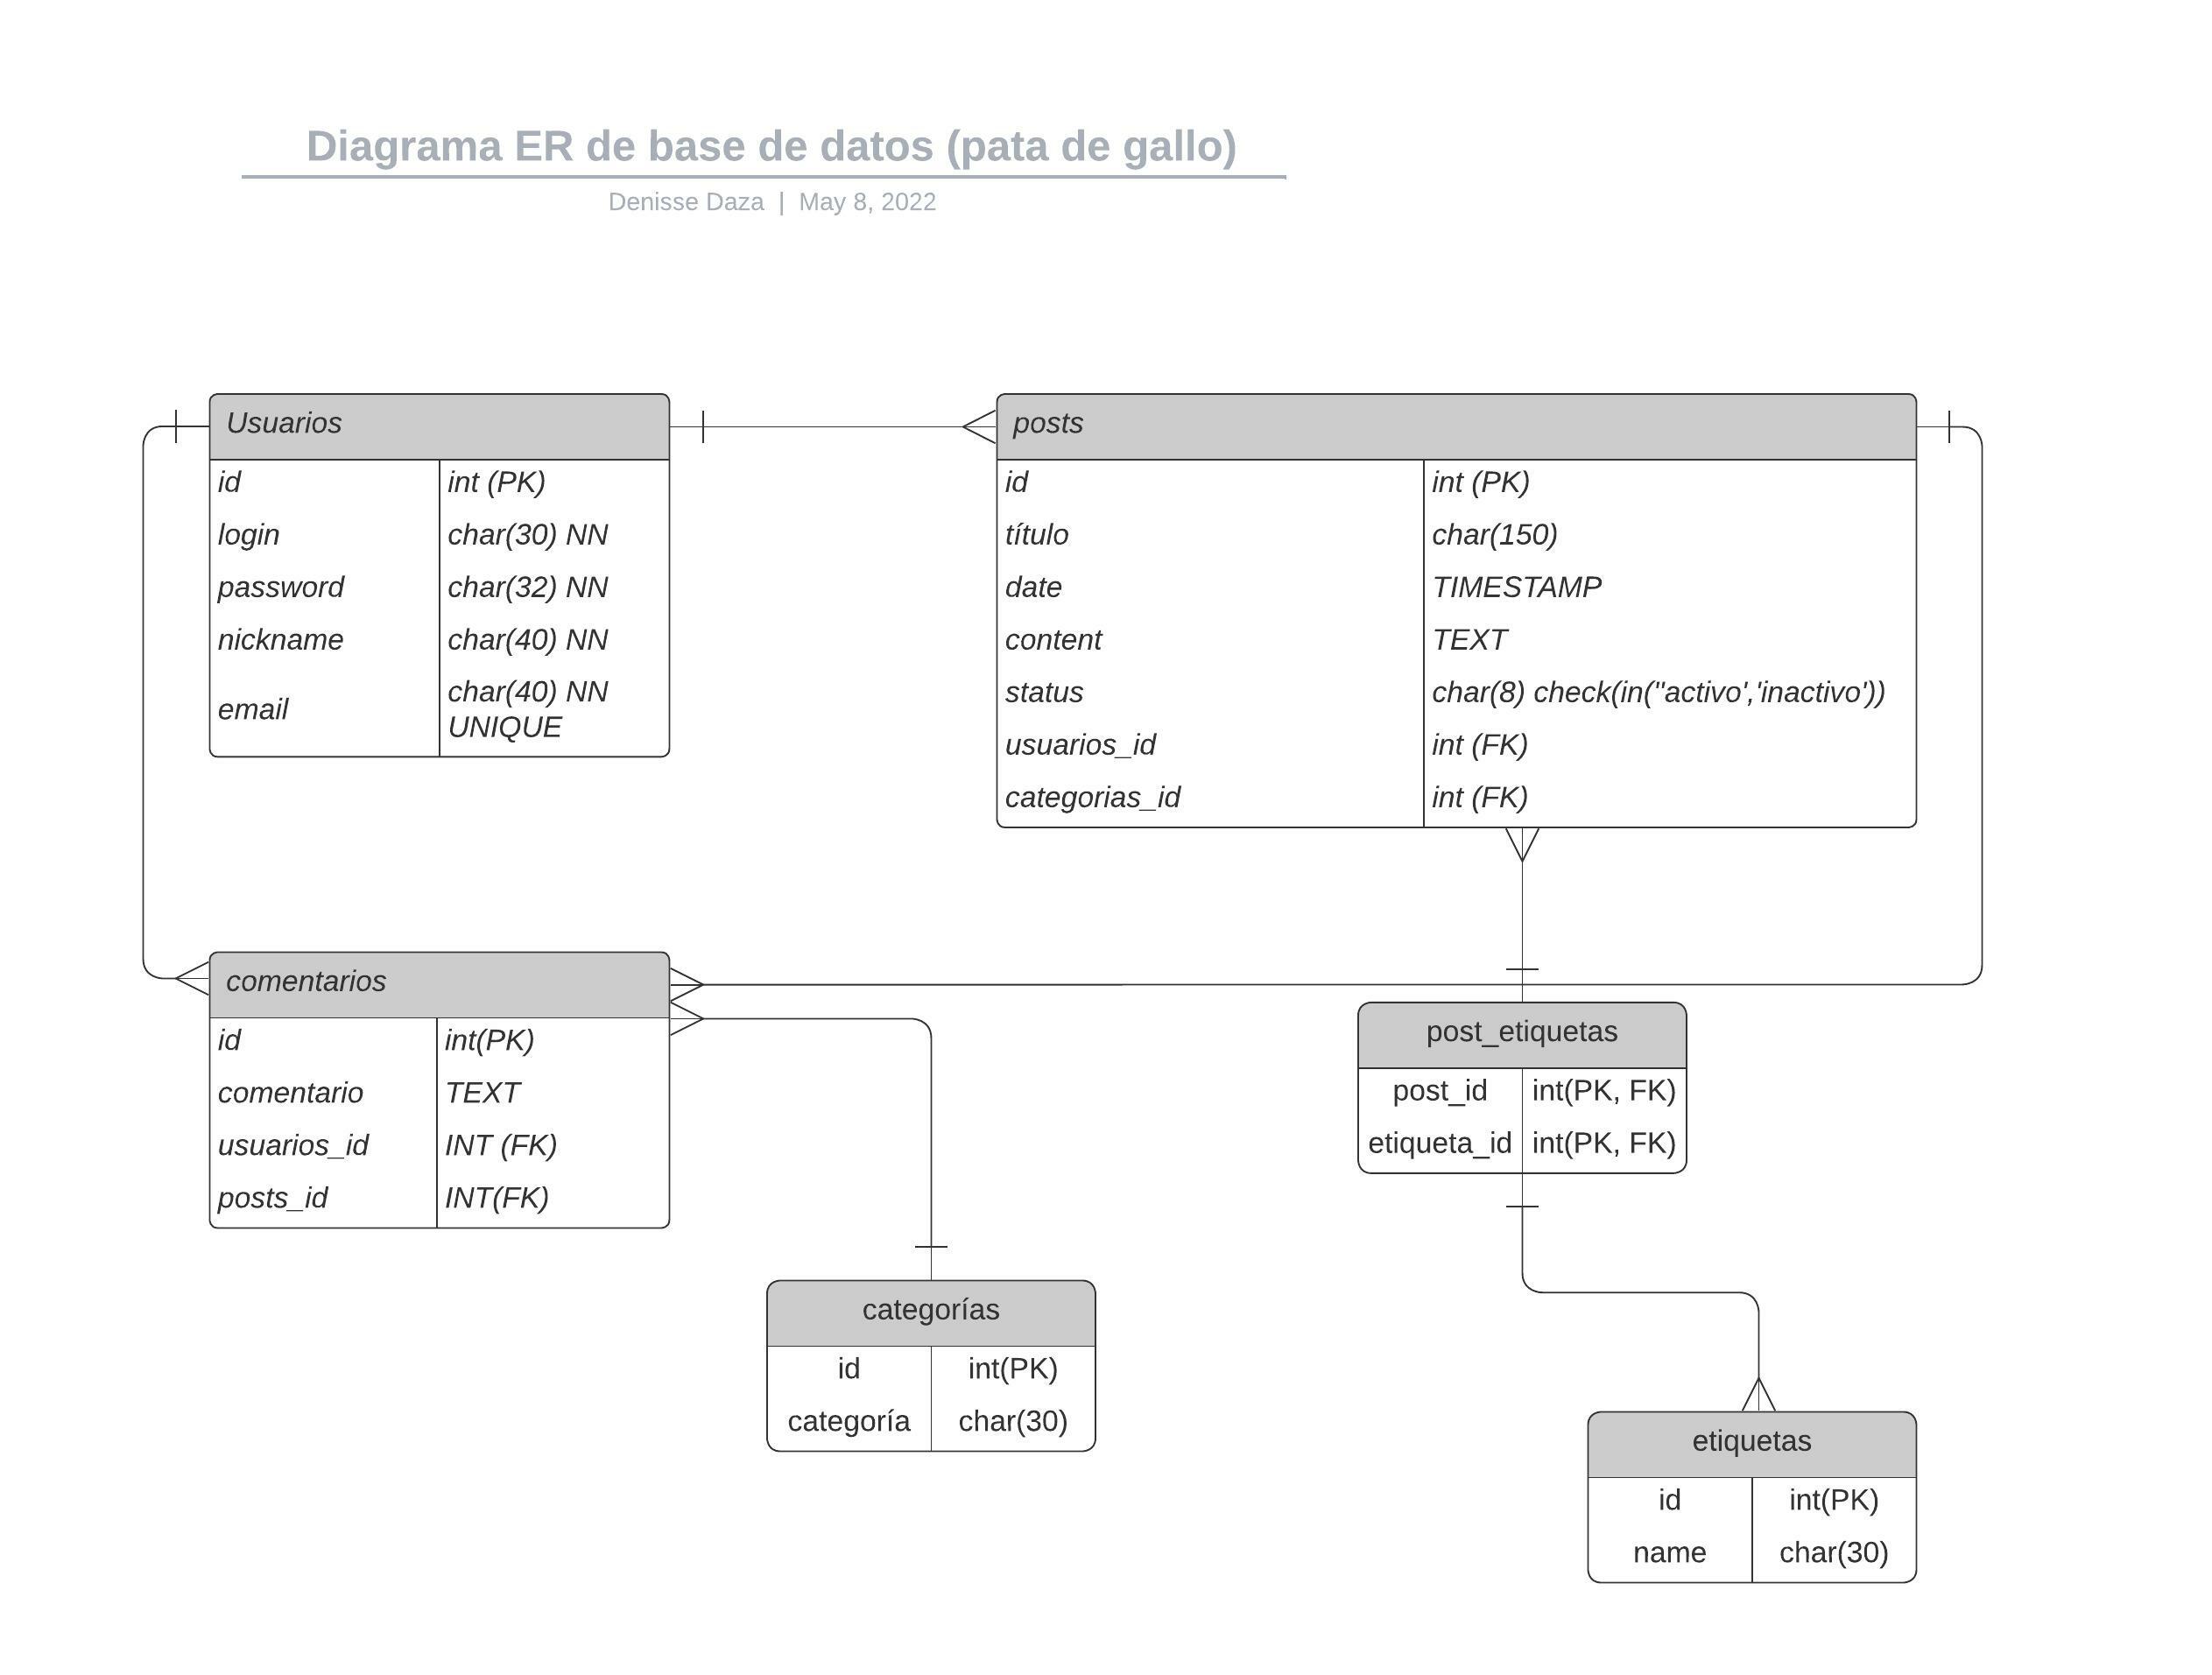 Diagrama ER de base de datos (pata de gallo)
Denisse Daza | May 8, 2022
Usuarios
id int (PK)
login char(30) NN
password char(32) NN
nickname char(40) NN
email char(40) NN
UNIQUE
posts
id int (PK)
título char(150)
date TIMESTAMP
content TEXT
status char(8) check(in("activo','inactivo'))
usuarios_id int (FK)
categorias_id int (FK)
comentarios
id int(PK)
comentario TEXT
usuarios_id INT (FK)
posts_id INT(FK)
post_etiquetas
post_id int(PK, FK)
etiqueta_id int(PK, FK)
categorías
id int(PK)
categoría char(30)
etiquetas
id int(PK)
name char(30)